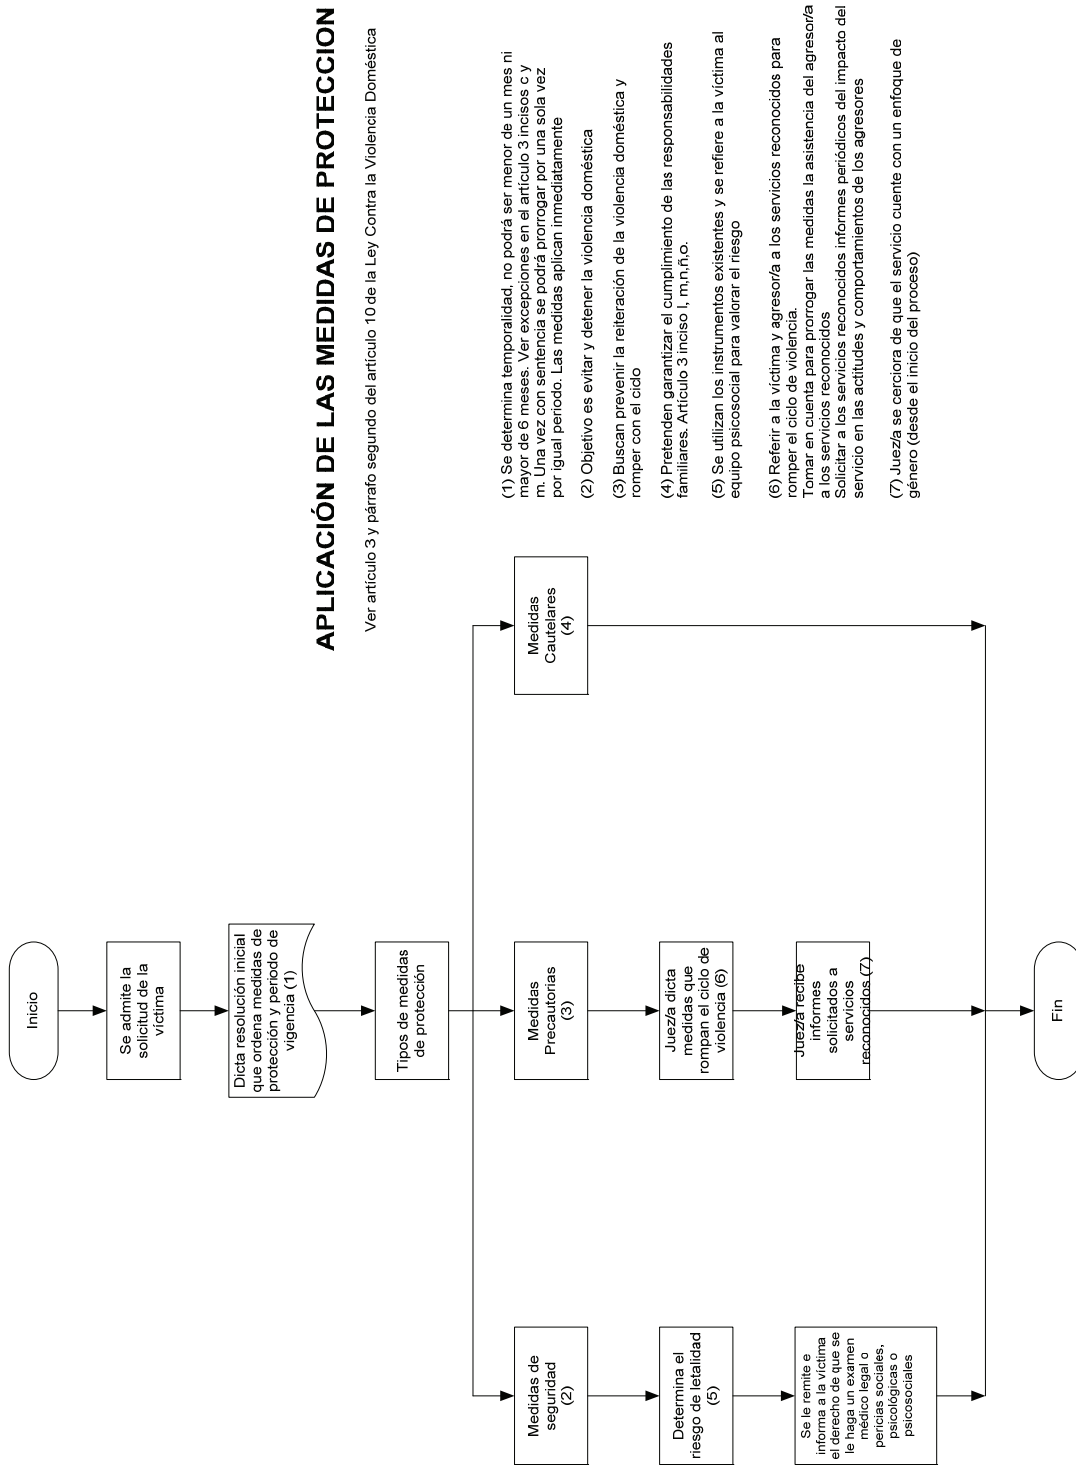 APLICACIÓN DE LAS MEDIDAS DE PROTECCION
Ver artículo 3 y párrafo segundo del artículo 10 de la Ley Contra la Violencia Doméstica
Inicio
Se admite la
solicitud de la
víctima
Dicta resolución inicial
que ordena medidas de
protección y periodo de
vigencia (1)
Tipos de medidas
de protección
Medidas de
seguridad
(2)
Medidas
Precautorias
(3)
Medidas
Cautelares
(4)
Determina el
riesgo de letalidad
(5)
Juez/a dicta
medidas que
rompan el ciclo de
violencia (6)
Se le remite e
informa a la víctima
el derecho de que se
le haga un examen
médico legal o
pericias sociales,
psicológicas o
psicosociales
Juez/a recibe
informes
solicitados a
servicios
reconocidos (7)
Fin
(1) Se determina temporalidad, no podrá ser menor de un mes ni
mayor de 6 meses. Ver excepciones en el artículo 3 incisos c y
m. Una vez con sentencia se podrá prorrogar por una sola vez
por igual periodo. Las medidas aplican inmediatamente
(2) Objetivo es evitar y detener la violencia doméstica
(3) Buscan prevenir la reiteración de la violencia doméstica y
romper con el ciclo
(4) Pretenden garantizar el cumplimiento de las responsabilidades
familiares. Artículo 3 inciso l, m,n,ñ,o.
(5) Se utilizan los instrumentos existentes y se refiere a la víctima al
equipo psicosocial para valorar el riesgo
(6) Referir a la víctima y agresor/a a los servicios reconocidos para
romper el ciclo de violencia.
Tomar en cuenta para prorrogar las medidas la asistencia del agresor/a
a los servicios reconocidos
Solicitar a los servicios reconocidos informes periódicos del impacto del
servicio en las actitudes y comportamientos de los agresores
(7) Juez/a se cerciora de que el servicio cuente con un enfoque de
género (desde el inicio del proceso)